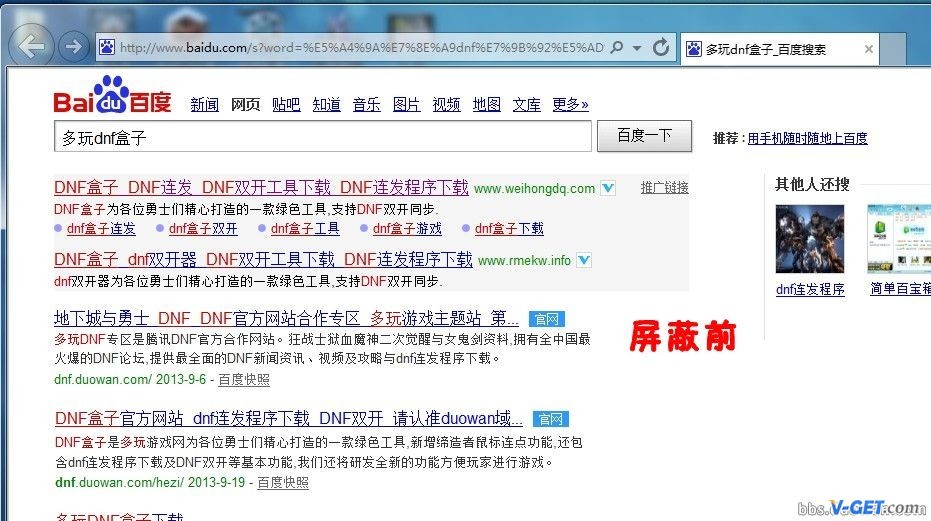 http://www.baidu.com/s?word=%E5%A4%9A%E7%8E%A9dnf%E7%9B%92%E5%AD
多玩dnf盒子_百度搜索
Bai du 百度 新闻 网页 贴吧 知道 音乐 图片 视频 地图 文库 更多»
多玩dnf盒子 百度一下 推荐 : 用手机随时随地上百度
DNF盒子 DNF连发 DNF双开工具下载 DNF连发程序下载 www.weihongdq.com 推广链接
DNF盒子为各位勇士们精心打造的一款绿色工具,支持DNF双开同步.
dnf盒子连发 dnf盒子双开 dnf盒子工具 dnf盒子游戏 dnf盒子下载
DNF盒子 dnf双开器 DNF双开工具下载 DNF连发程序下载 www.rmekw.info
dnf双开器为各位勇士们精心打造的一款绿色工具,支持DNF双开同步.
其他人还搜
dnf连发程序 简单百宝箱
地下城与勇士 DNF DNF官方网站合作专区 多玩游戏主题站 第... 官网
多玩DNF专区是腾讯DNF官方合作网站。狂战士狱血魔神二次觉醒与女鬼剑资料,拥有全中国最
火爆的DNF论坛,提供最全面的DNF新闻资讯、视频及攻略与dnf连发程序下载。
dnf.duowan.com/ 2013-9-6 - 百度快照
屏蔽前
DNF盒子官方网站 dnf连发程序下载 DNF双开 请认准duowan域... 官网
DNF盒子是多玩游戏网为各位勇士们精心打造的一款绿色工具,新增缔造者鼠标连点功能,还包
含dnf连发程序下载及DNF双开等基本功能,我们还将研发全新的功能方便玩家进行游戏。
dnf.duowan.com/hezi/ 2013-9-19 - 百度快照
多玩DNF盒子下载
V-GET.com